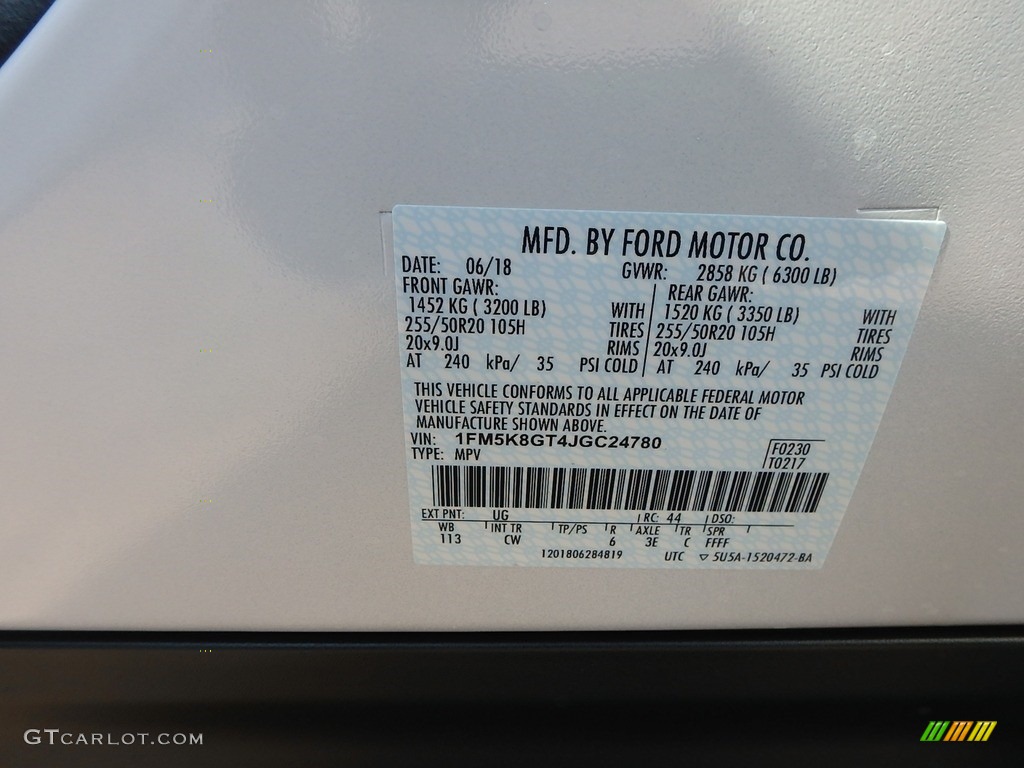 MFD. BY FORD MOTOR CO.
DATE: 06/18 GVWR: 2858 KG ( 6300 LB)
FRONT GAWR: REAR GAWR:
1452 KG ( 3200 LB) WITH 1520 KG ( 3350 LB) WITH
255/50R20 105H TIRES 255/50R20 105H TIRES
20x9.0J RIMS 20x9.0J RIMS
AT 240 kPa/ 35 PSI COLD AT 240 kPa/ 35 PSI COLD
THIS VEHICLE CONFORMS TO ALL APPLICABLE FEDERAL MOTOR
VEHICLE SAFETY STANDARDS IN EFFECT ON THE DATE OF
MANUFACTURE SHOWN ABOVE.
VIN: 1FM5K8GT4JGC24780 F0230
TYPE: MPV T0217
EXT PNT: UG RC: 44 DSO:
WB INT TR TP/PS R AXLE TR SPR
113 CW 6 3E C FFFF
1201806284819 UTC ▽ 5U5A-1520472-BA
GTCARLOT.COM